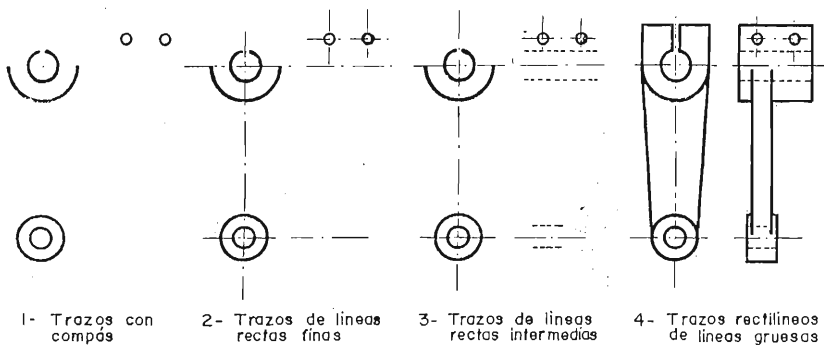 1- Trazos con
compás
2- Trazos de líneas
rectas finas
3- Trazos de líneas
rectas intermedias
4- Trazos rectilíneos
de líneas gruesas